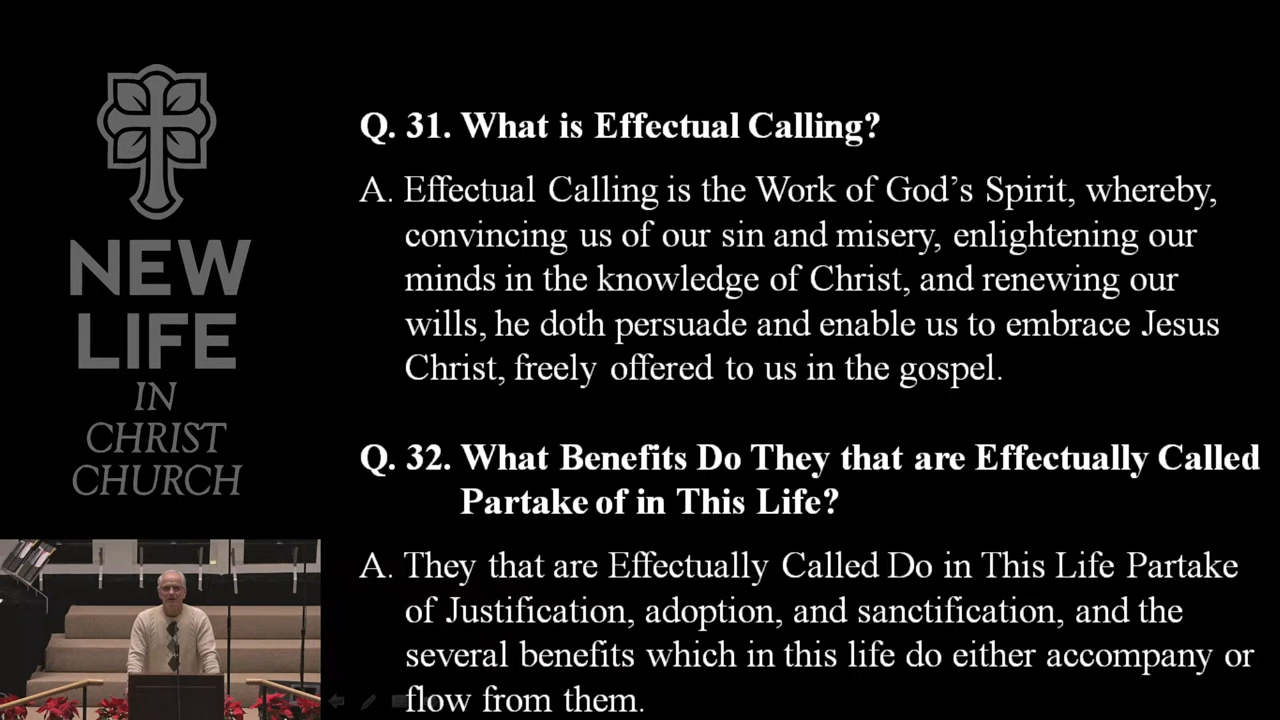 NEW
LIFE
IN
CHRIST
CHURCH
Q. 31. What is Effectual Calling?
A. Effectual Calling is the Work of God’s Spirit, whereby,
convincing us of our sin and misery, enlightening our
minds in the knowledge of Christ, and renewing our
wills, he doth persuade and enable us to embrace Jesus
Christ, freely offered to us in the gospel.
Q. 32. What Benefits Do They that are Effectually Called
Partake of in This Life?
A. They that are Effectually Called Do in This Life Partake
of Justification, adoption, and sanctification, and the
several benefits which in this life do either accompany or
flow from them.